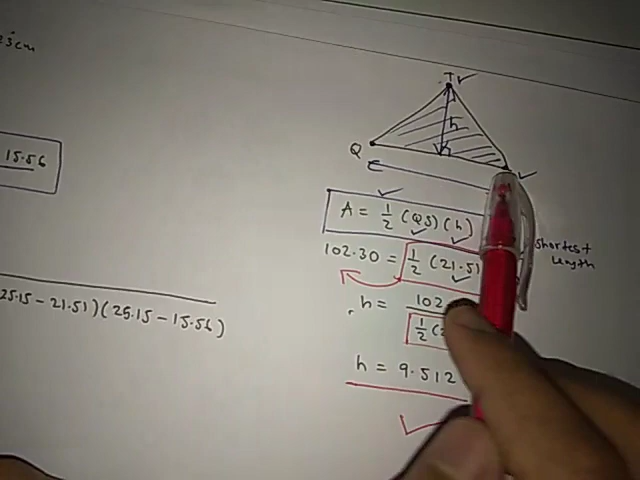 T
h
Q
15.56
A = 1/2 (QS)(h)
102.30 = 1/2 (21.51)
shortest
length
25.15 - 21.51)(25.15 - 15.56)
h = 102
1/2 (2
h = 9.512